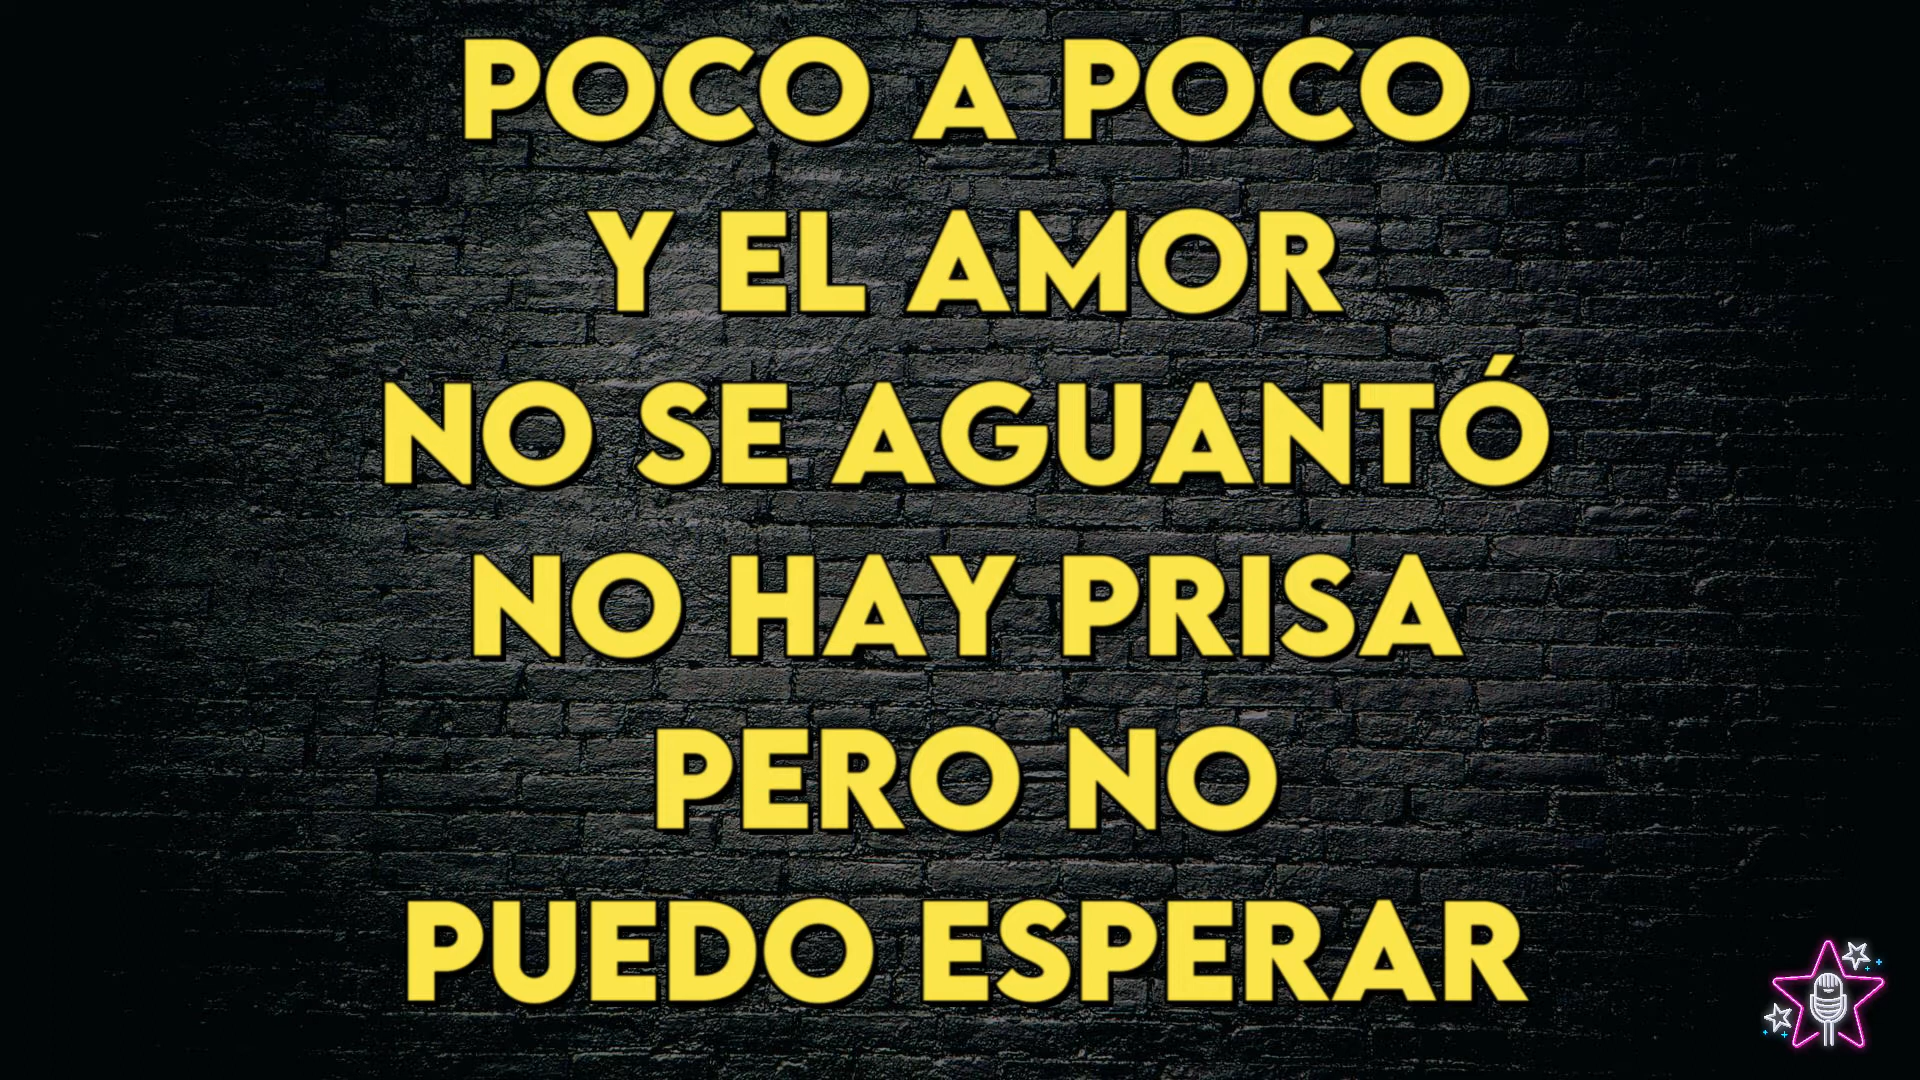 POCO A POCO
Y EL AMOR
NO SE AGUANTÓ
NO HAY PRISA
PERO NO
PUEDO ESPERAR